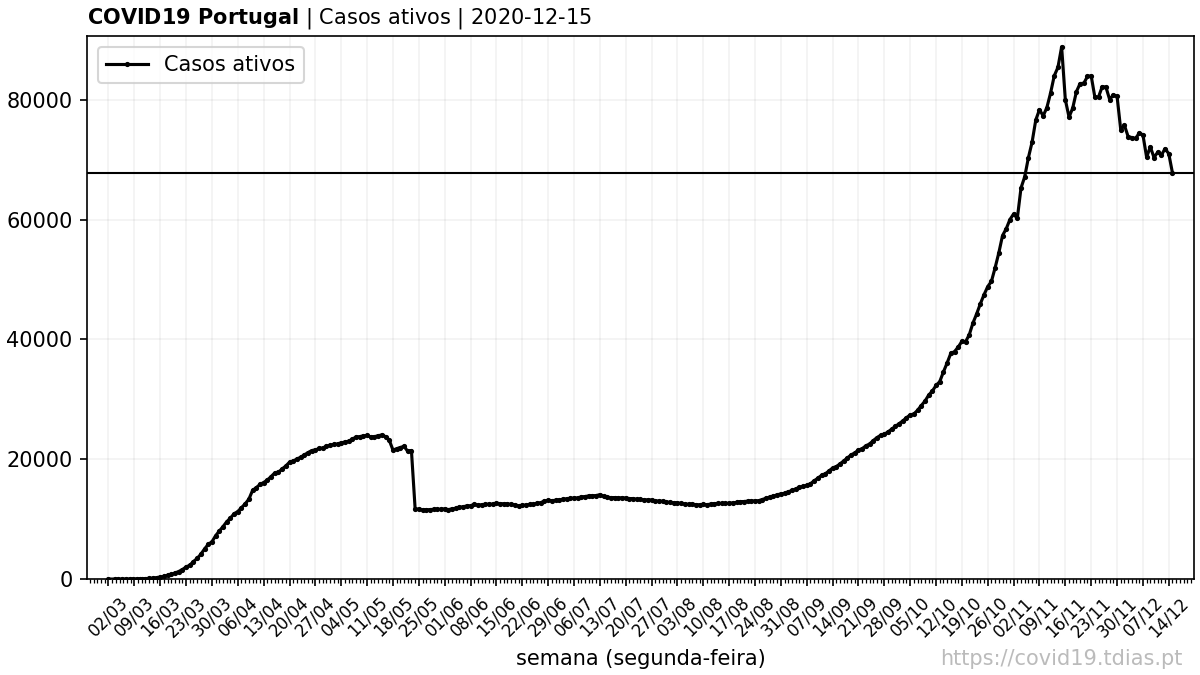 COVID19 Portugal | Casos ativos | 2020-12-15
Casos ativos
80000
60000
40000
20000
0
02/03 09/03 16/03 23/03 30/03 06/04 13/04 20/04 27/04 04/05 11/05 18/05 25/05 01/06 08/06 15/06 22/06 29/06 06/07 13/07 20/07 27/07 03/08 10/08 17/08 24/08 31/08 07/09 14/09 21/09 28/09 05/10 12/10 19/10 26/10 02/11 09/11 16/11 23/11 30/11 07/12 14/12
semana (segunda-feira)
https://covid19.tdias.pt